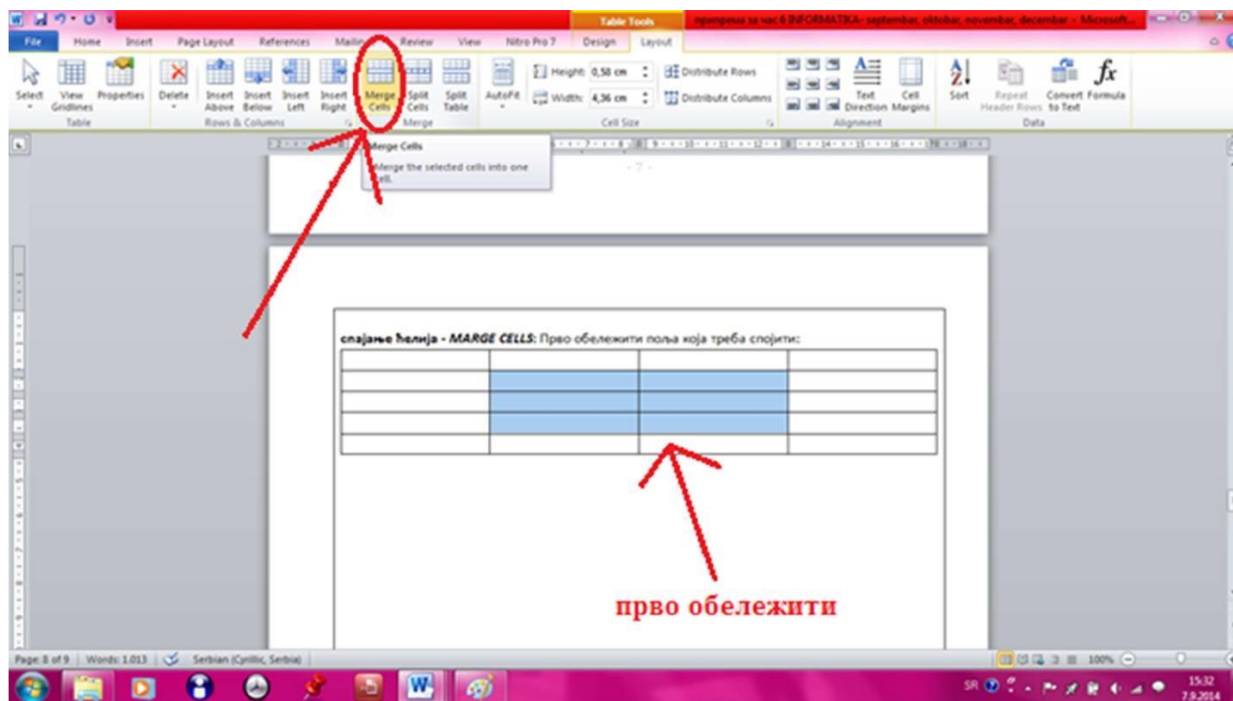 Table Tools
припрема за час 6 INFORMATIKA- septembar, oktobar, novembar, decembar - Microsoft...
File Home Insert Page Layout References Review View Nitro Pro 7 Design Layout
Select View Gridlines Properties Delete Insert Above Insert Below Insert Left Insert Right Merge Cells Split Cells Split Table AutoFit Height: 0,58 cm Distribute Rows Text Direction Cell Margins Sort Repeat Header Rows Convert to Text Formula
Width: 4,36 cm Distribute Columns
Table Rows & Columns Merge Cell Size Alignment Data
Merge Cells
Merge the selected cells into one
cell.
- 7 -
спајање ћелија - MARGE CELLS: Прво обележити поља која треба спојити:
прво обележити
Page: 8 of 9 Words: 1.013 Serbian (Cyrillic, Serbia) 100%
SR 15:32
7.9.2014